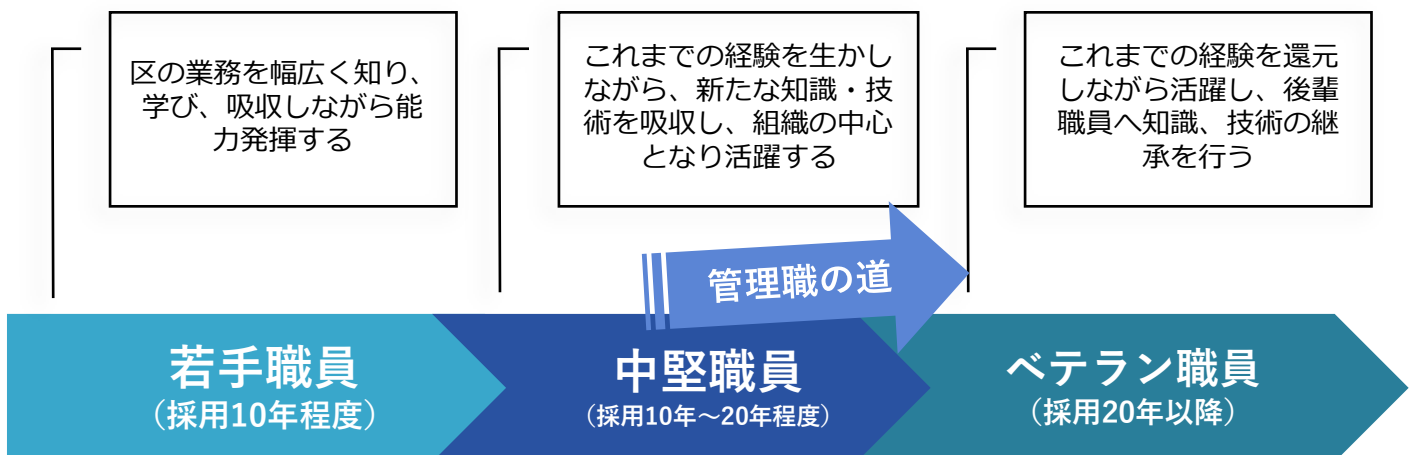 区の業務を幅広く知り、
学び、吸収しながら能
力発揮する
これまでの経験を生かし
ながら、新たな知識・技
術を吸収し、組織の中心
となり活躍する
これまでの経験を還元
しながら活躍し、後輩
職員へ知識、技術の継
承を行う
管理職の道
若手職員
（採用10年程度）
中堅職員
（採用10年～20年程度）
ベテラン職員
（採用20年以降）